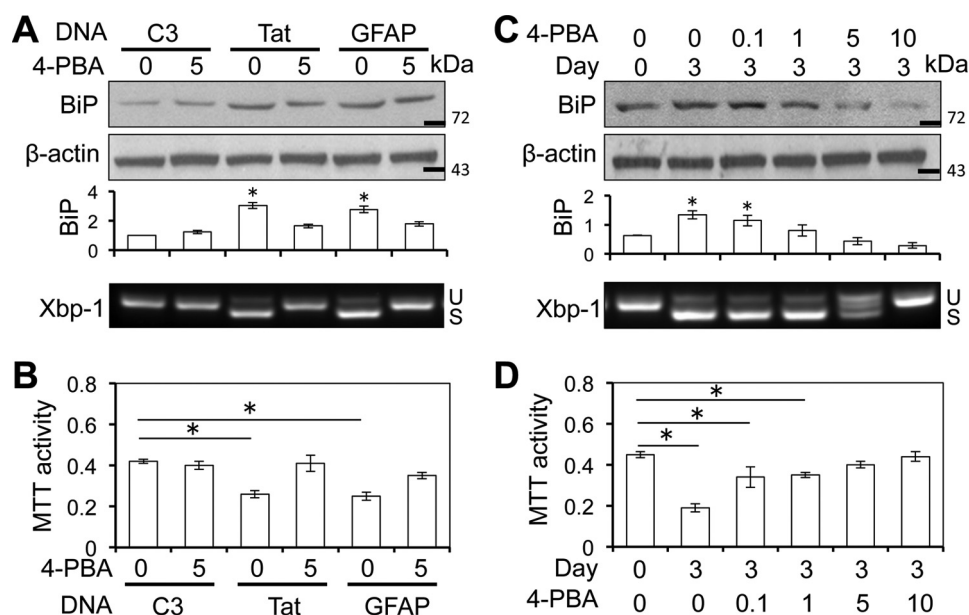 A
DNA C3 Tat GFAP
4-PBA 0 5 0 5 0 5 kDa
BiP 72
β-actin 43
4
* *
BiP 2
0
Xbp-1 U
S
B
0.8
0.6
*
MTT activity 0.4 *
0.2
0
4-PBA 0 5 0 5 0 5
DNA C3 Tat GFAP
C
4-PBA 0 0 0.1 1 5 10
Day 0 3 3 3 3 3 kDa
BiP 72
β-actin 43
2
* *
BiP 1
0
Xbp-1 U
S
D
0.8
*
0.6 *
*
MTT activity 0.4
0.2
0
Day 0 3 3 3 3 3
4-PBA 0 0 0.1 1 5 10